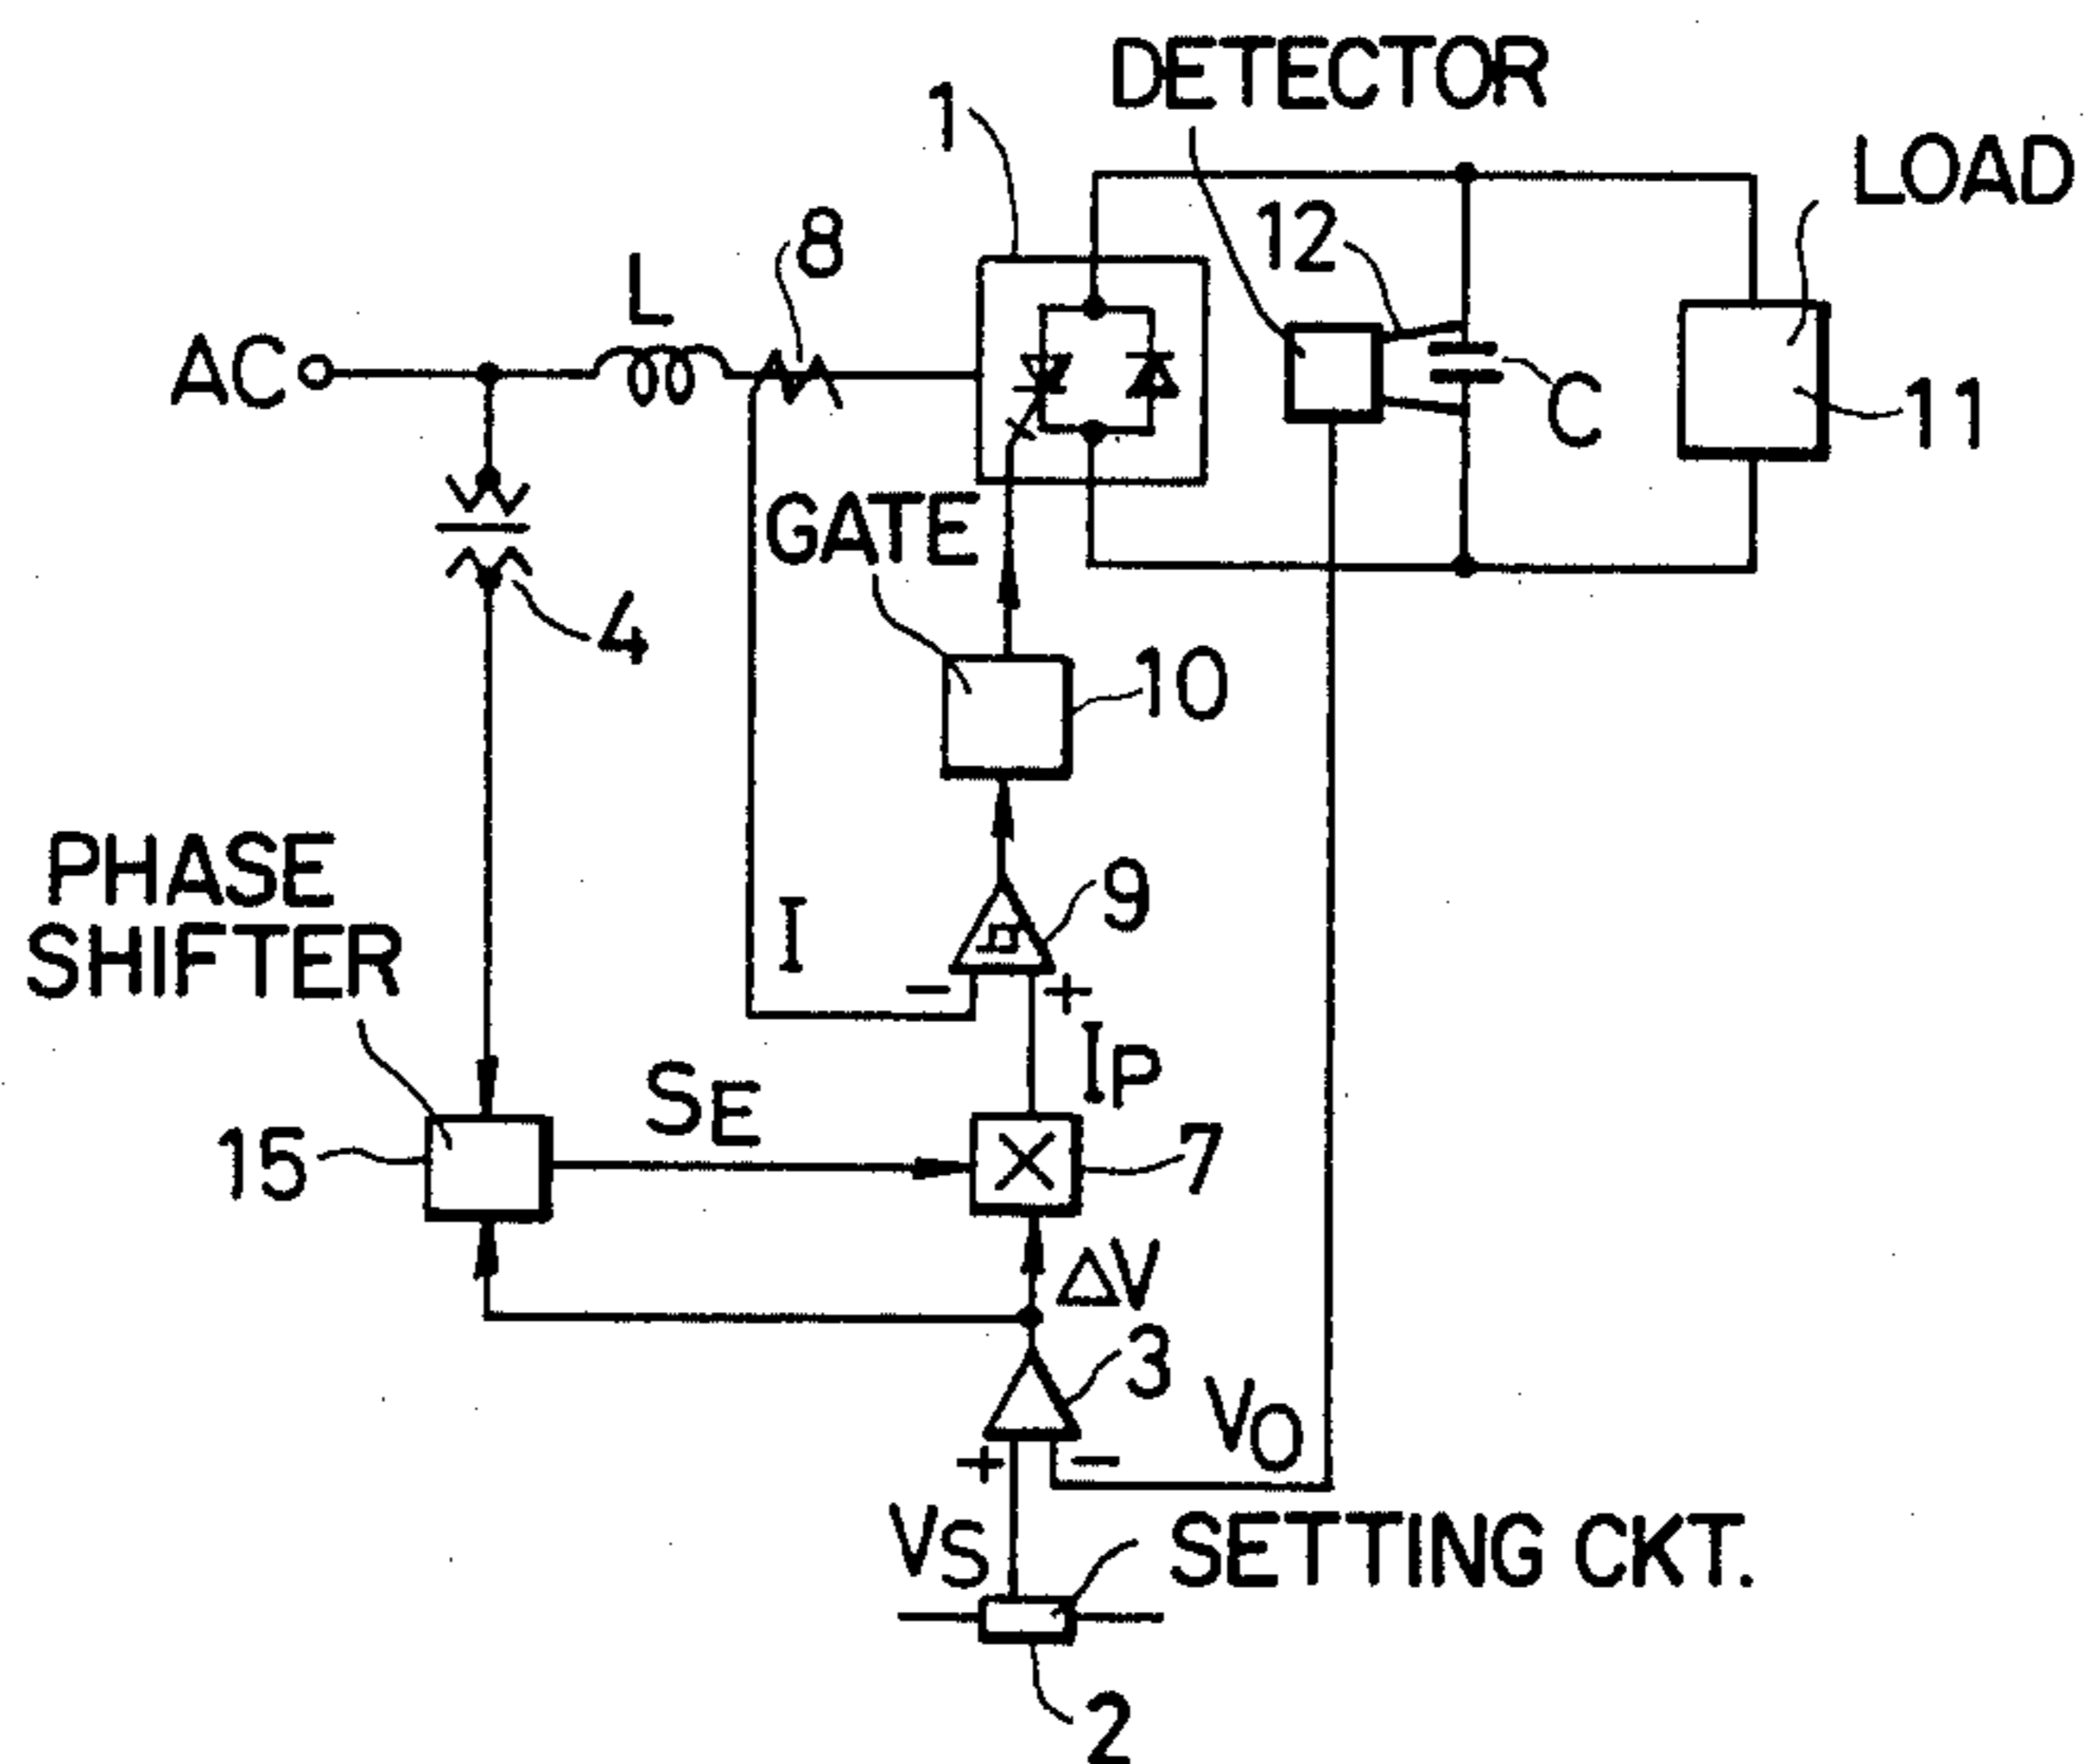 DETECTOR
1
LOAD
12
8
L
AC
C
11
GATE
4
10
PHASE
SHIFTER
9
I
−
+
IP
SE
15
×
7
ΔV
3
VO
+
−
VS
SETTING CKT.
2